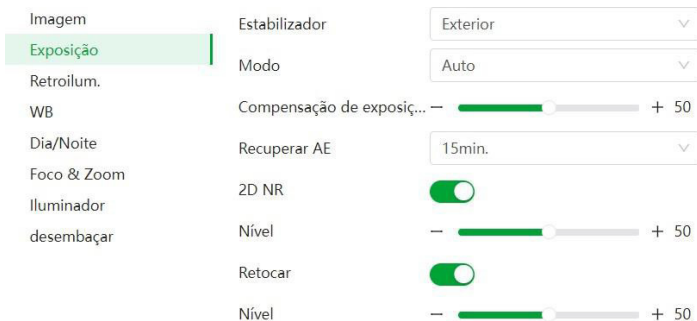 Imagem
Exposição
Retroilum.
WB
Dia/Noite
Foco & Zoom
Iluminador
desembaçar
Estabilizador Exterior
Modo Auto
Compensação de exposiç... − + 50
Recuperar AE 15min.
2D NR
Nível − + 50
Retocar
Nível − + 50